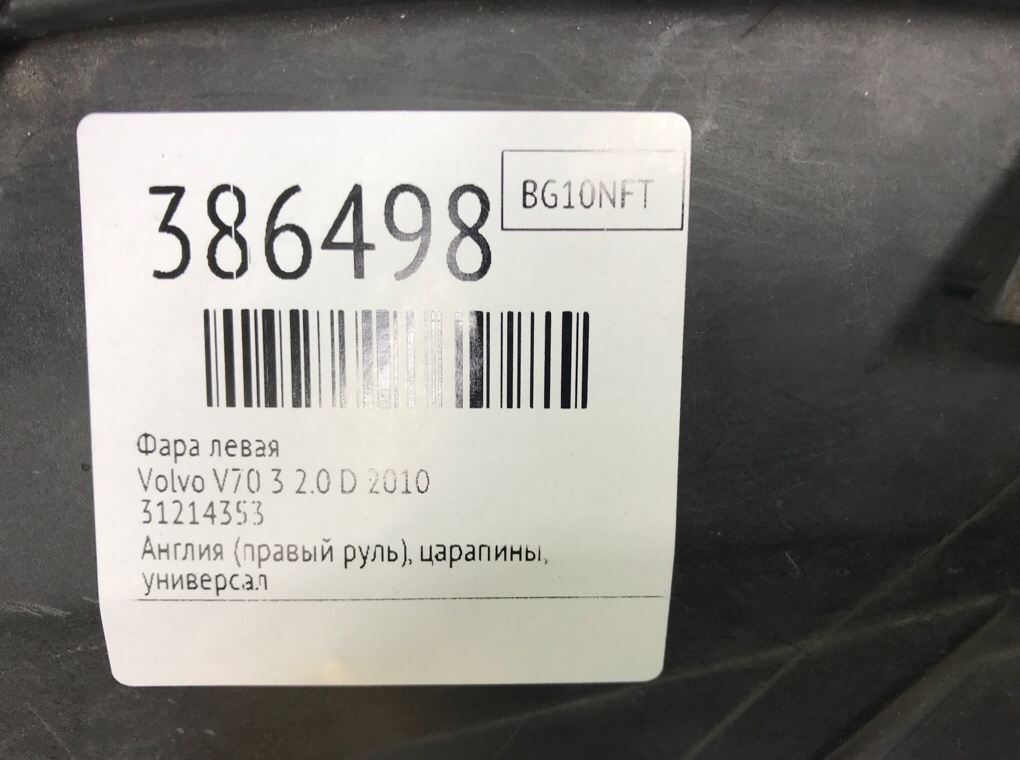 386498
BG10NFT
Фара левая
Volvo V70 3 2.0 D 2010
31214353
Англия (правый руль), царапины,
универсал